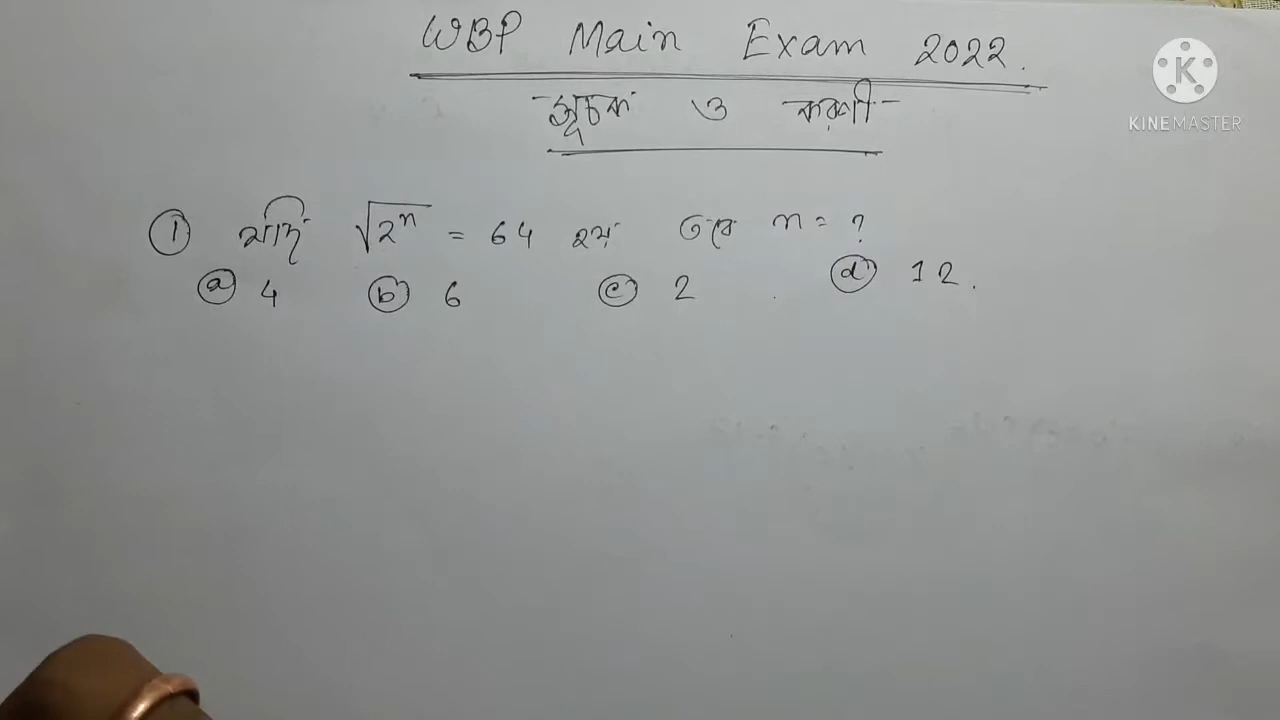 WBP Main Exam 2022.
সূচক ও করণী
KINEMASTER
① যদি √2ⁿ = 64 হয় তবে n = ?
ⓐ 4 ⓑ 6 ⓒ 2 ⓓ 12.